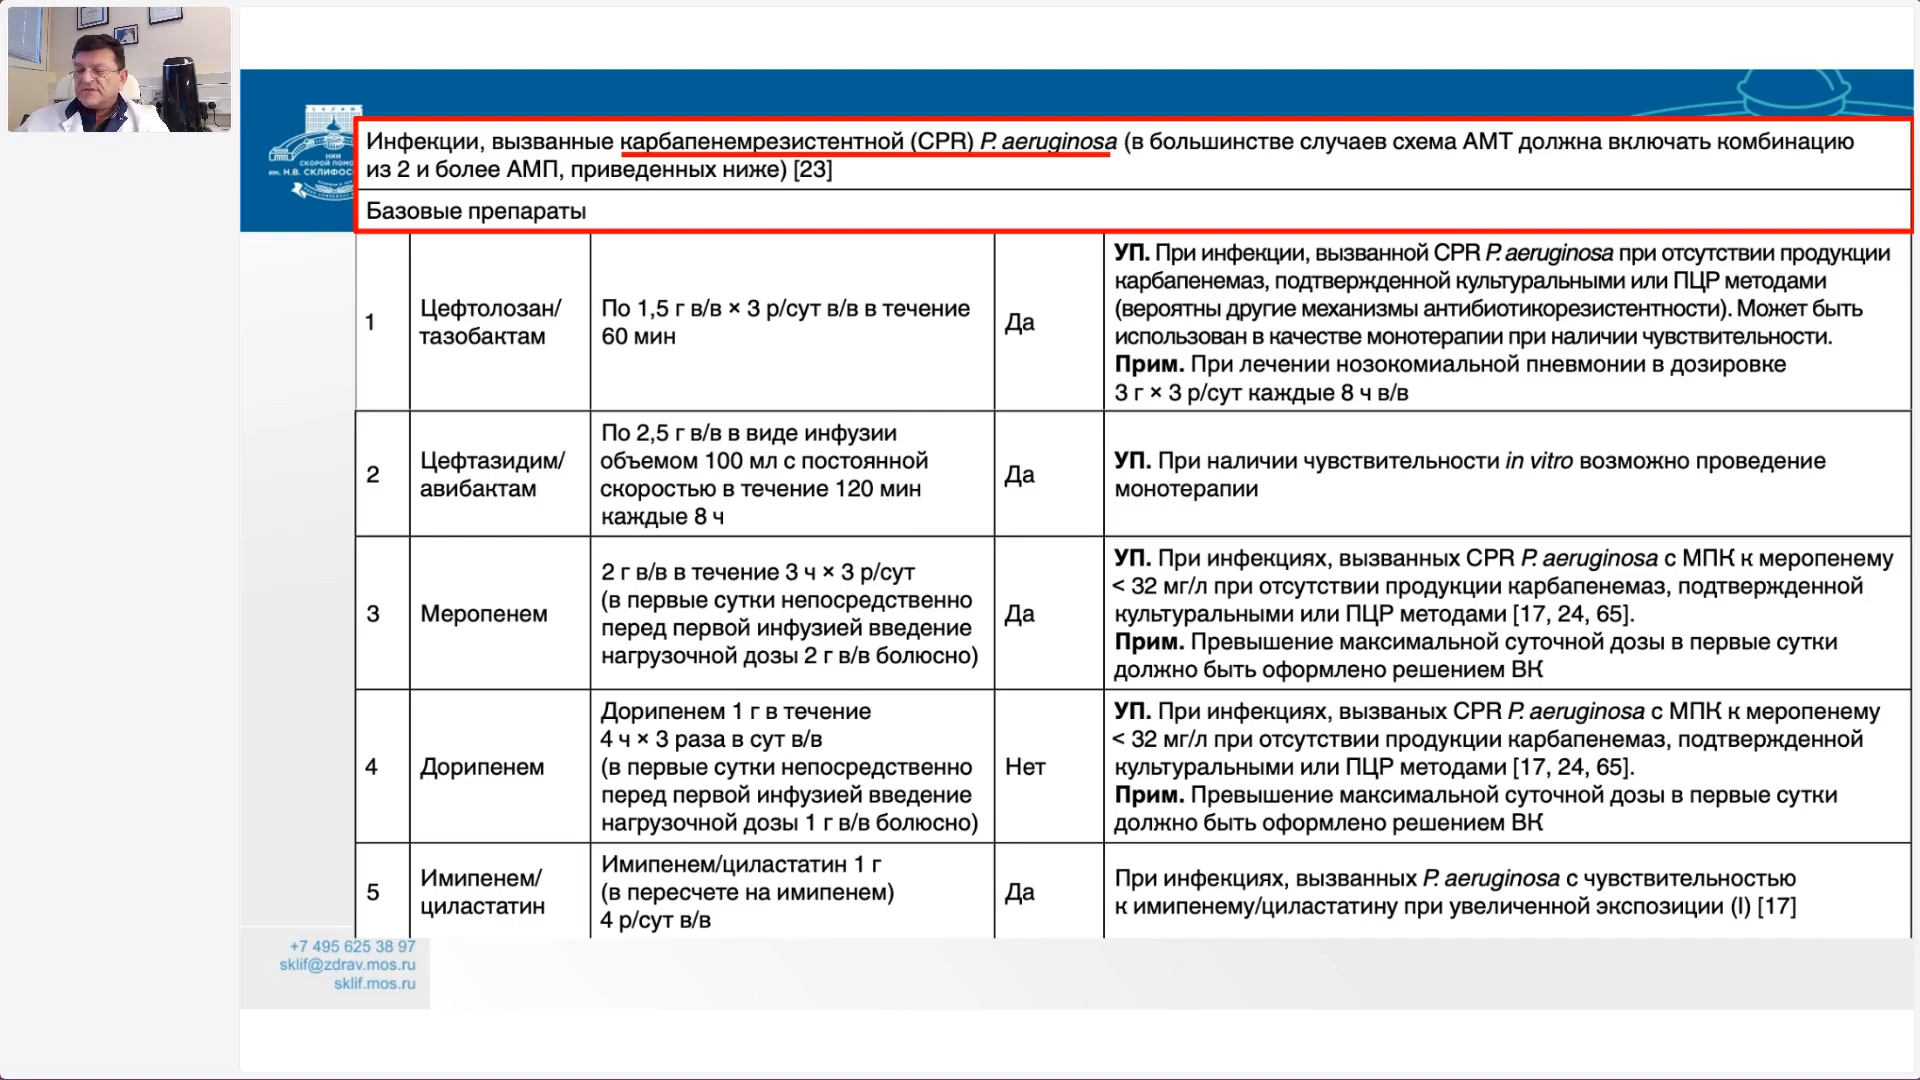 СКЛИФ
НИИ
СКОРОЙ ПОМО
ИМ. Н.В. СКЛИФОС
Инфекции, вызванные карбапенемрезистентной (CPR) P. aeruginosa (в большинстве случаев схема АМТ должна включать комбинацию
из 2 и более АМП, приведенных ниже) [23]
Базовые препараты
1
Цефтолозан/
тазобактам
По 1,5 г в/в × 3 р/сут в/в в течение
60 мин
Да
УП. При инфекции, вызванной CPR P. aeruginosa при отсутствии продукции
карбапенемаз, подтвержденной культуральными или ПЦР методами
(вероятны другие механизмы антибиотикорезистентности). Может быть
использован в качестве монотерапии при наличии чувствительности.
Прим. При лечении нозокомиальной пневмонии в дозировке
3 г × 3 р/сут каждые 8 ч в/в
2
Цефтазидим/
авибактам
По 2,5 г в/в в виде инфузии
объемом 100 мл с постоянной
скоростью в течение 120 мин
каждые 8 ч
Да
УП. При наличии чувствительности in vitro возможно проведение
монотерапии
3
Меропенем
2 г в/в в течение 3 ч × 3 р/сут
(в первые сутки непосредственно
перед первой инфузией введение
нагрузочной дозы 2 г в/в болюсно)
Да
УП. При инфекциях, вызванных CPR P. aeruginosa с МПК к меропенему
< 32 мг/л при отсутствии продукции карбапенемаз, подтвержденной
культуральными или ПЦР методами [17, 24, 65].
Прим. Превышение максимальной суточной дозы в первые сутки
должно быть оформлено решением ВК
4
Дорипенем
Дорипенем 1 г в течение
4 ч × 3 раза в сут в/в
(в первые сутки непосредственно
перед первой инфузией введение
нагрузочной дозы 1 г в/в болюсно)
Нет
УП. При инфекциях, вызваных CPR P. aeruginosa с МПК к меропенему
< 32 мг/л при отсутствии продукции карбапенемаз, подтвержденной
культуральными или ПЦР методами [17, 24, 65].
Прим. Превышение максимальной суточной дозы в первые сутки
должно быть оформлено решением ВК
5
Имипенем/
циластатин
Имипенем/циластатин 1 г
(в пересчете на имипенем)
4 р/сут в/в
Да
При инфекциях, вызванных P. aeruginosa с чувствительностью
к имипенему/циластатину при увеличенной экспозиции (I) [17]
+7 495 625 38 97
sklif@zdrav.mos.ru
sklif.mos.ru